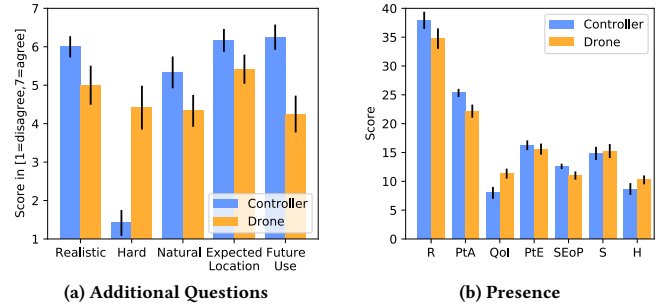 7
6
5
4
3
2
1
Score in [1=disagree,7=agree]
Controller
Drone
Realistic Hard Natural Expected Future
Location Use
(a) Additional Questions
40
35
30
25
20
15
10
5
0
Score
Controller
Drone
R PtA QoI PtE SEoP S H
(b) Presence